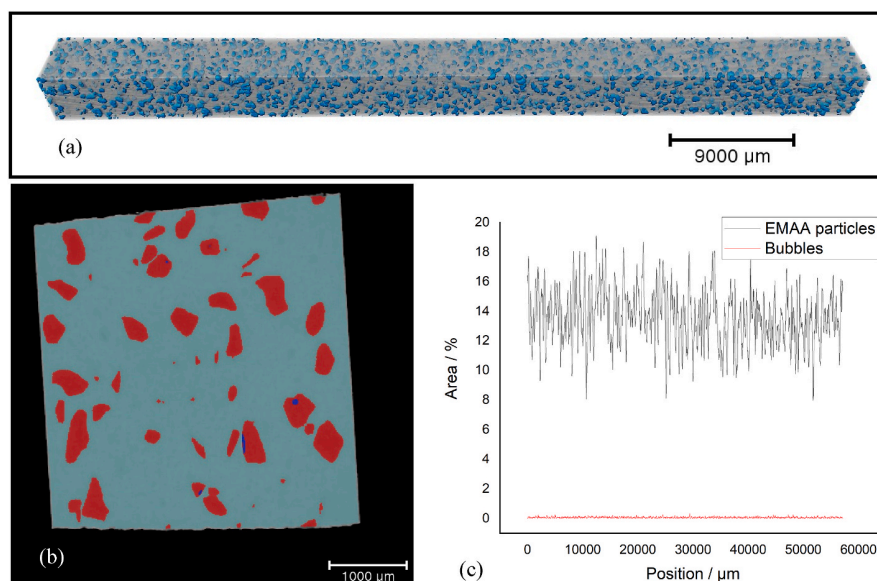 (a)
9000 µm
(b)
1000 µm
(c)
EMAA particles
Bubbles
Area / %
20
18
16
14
12
10
8
6
4
2
0
0 10000 20000 30000 40000 50000 60000
Position / µm